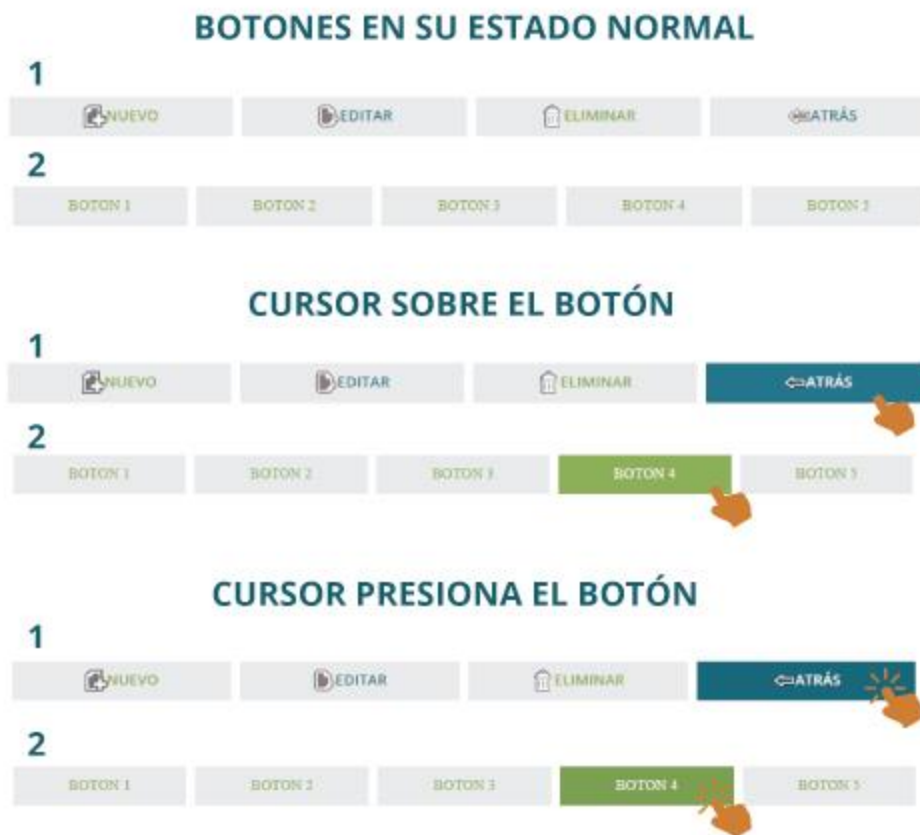 BOTONES EN SU ESTADO NORMAL
1
NUEVO EDITAR ELIMINAR ATRÁS
2
BOTON 1 BOTON 2 BOTON 3 BOTON 4 BOTON 5
CURSOR SOBRE EL BOTÓN
1
NUEVO EDITAR ELIMINAR ATRÁS
2
BOTON 1 BOTON 2 BOTON 3 BOTON 4 BOTON 5
CURSOR PRESIONA EL BOTÓN
1
NUEVO EDITAR ELIMINAR ATRÁS
2
BOTON 1 BOTON 2 BOTON 3 BOTON 4 BOTON 5